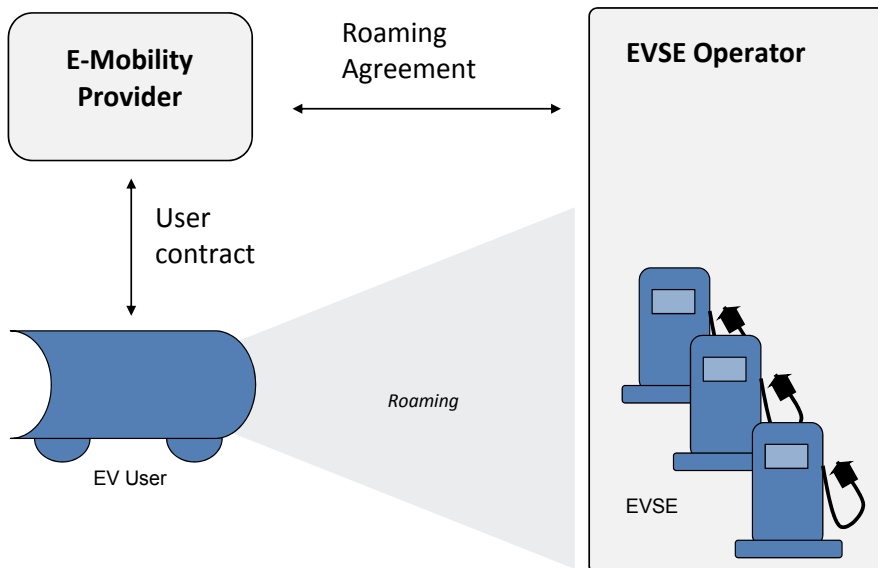 E-Mobility
Provider
Roaming
Agreement
EVSE Operator
User
contract
Roaming
EV User
EVSE